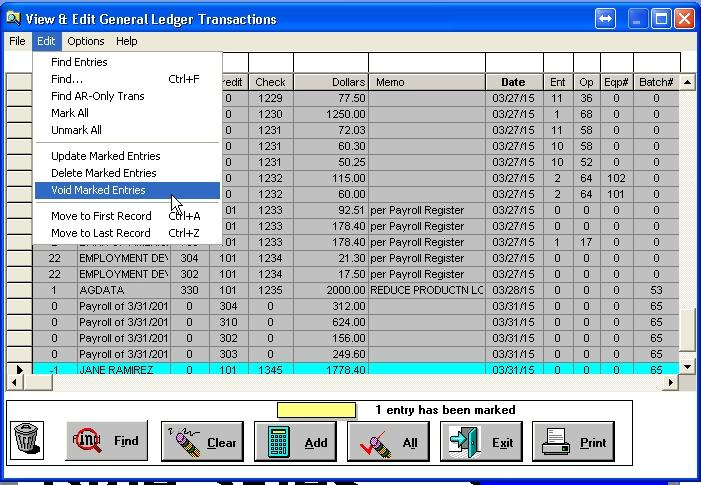 View & Edit General Ledger Transactions
File Edit Options Help
Find Entries
Find... Ctrl+F
Find AR-Only Trans
Mark All
Unmark All
Update Marked Entries
Delete Marked Entries
Void Marked Entries
Move to First Record Ctrl+A
Move to Last Record Ctrl+Z
redit Check Dollars Memo Date Ent Op Eqp# Batch#
0 1229 77.50 03/27/15 11 36 0 0
0 1230 1250.00 03/27/15 1 68 0 0
0 1231 72.03 03/27/15 11 58 0 0
0 1231 60.30 03/27/15 10 58 0 0
0 1231 50.25 03/27/15 10 52 0 0
0 1232 115.00 03/27/15 2 64 102 0
0 1232 60.00 03/27/15 2 64 101 0
01 1233 92.51 per Payroll Register 03/27/15 0 0 0 0
01 1233 178.40 per Payroll Register 03/27/15 0 0 0 0
01 1233 178.40 per Payroll Register 03/27/15 1 17 0 0
22 EMPLOYMENT DEV 304 101 1234 21.30 per Payroll Register 03/27/15 0 0 0 0
22 EMPLOYMENT DEV 302 101 1234 17.50 per Payroll Register 03/27/15 0 0 0 0
1 AGDATA 330 101 1235 2000.00 REDUCE PRODUCTN LO 03/28/15 0 0 0 53
0 Payroll of 3/31/201 0 304 0 312.00 03/31/15 0 0 0 65
0 Payroll of 3/31/201 0 310 0 624.00 03/31/15 0 0 0 65
0 Payroll of 3/31/201 0 302 0 156.00 03/31/15 0 0 0 65
0 Payroll of 3/31/201 0 303 0 249.60 03/31/15 0 0 0 65
-1 JANE RAMIREZ 0 101 1345 1778.40 03/31/15 0 0 0 65
1 entry has been marked
Find Find Clear Add All Exit Print